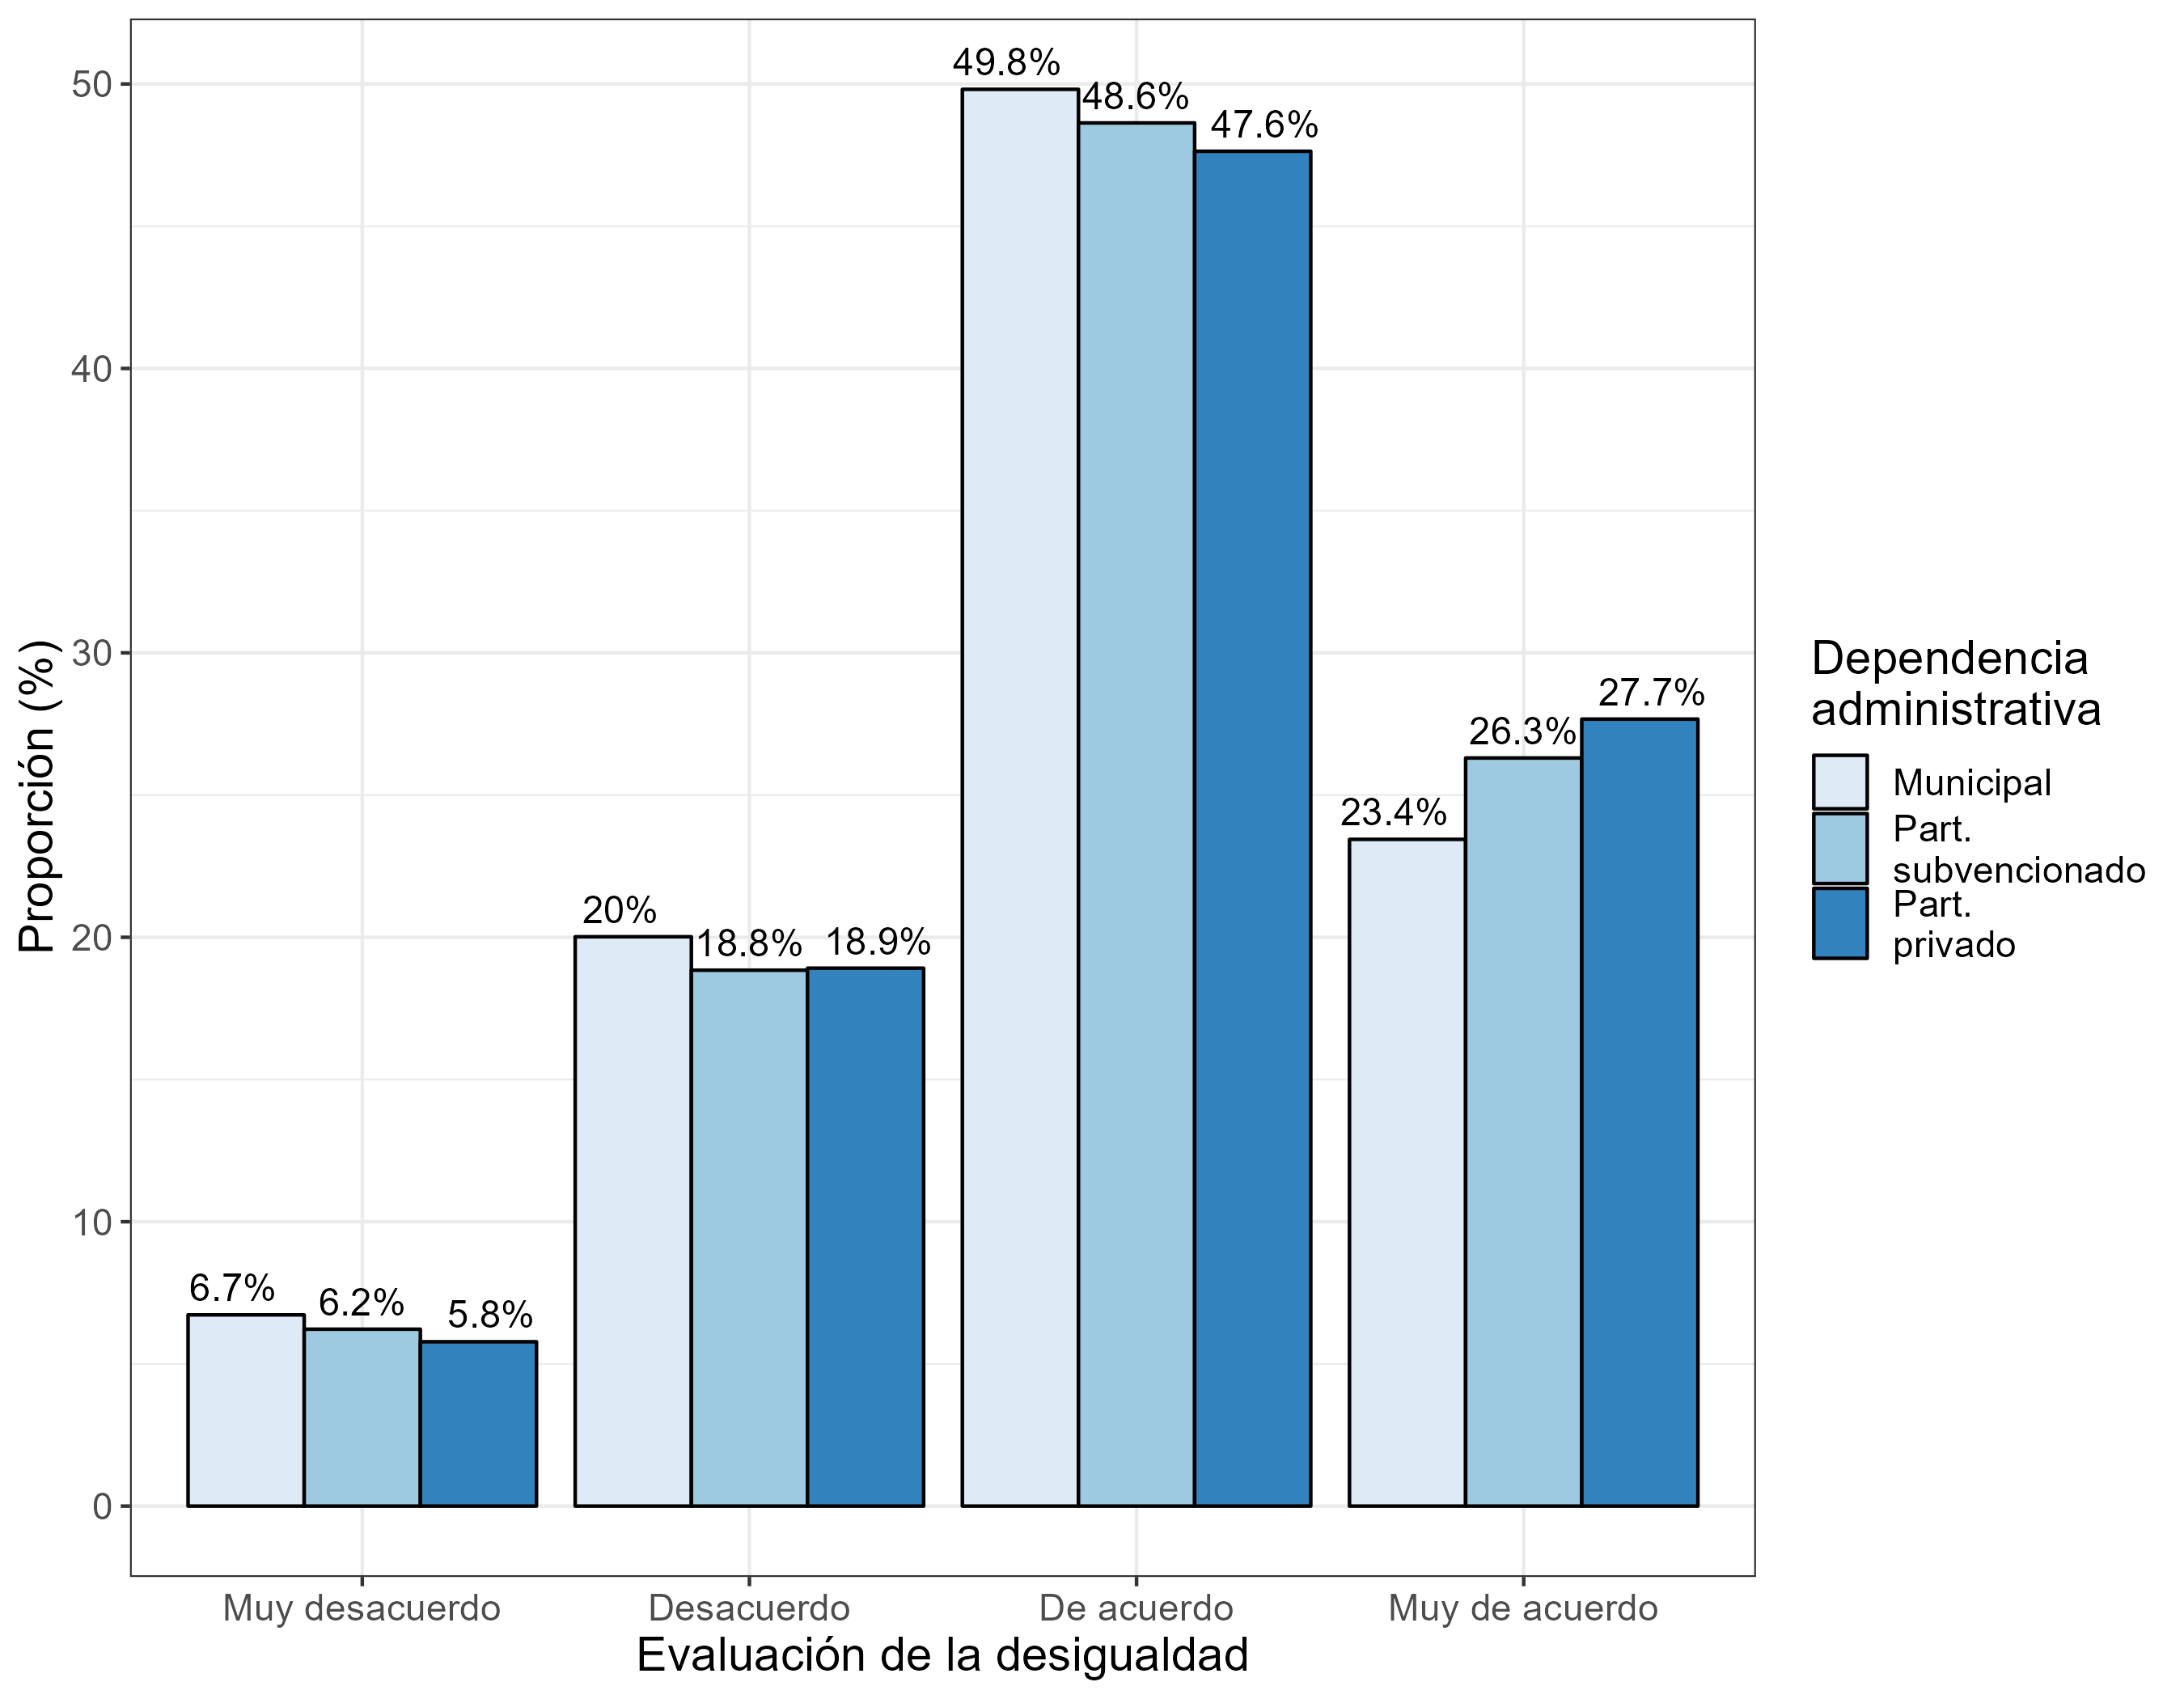 Proporción (%)
50
40
30
20
10
0
49.8%
48.6%
47.6%
27.7%
26.3%
23.4%
20%
18.8%
18.9%
6.7%
6.2%
5.8%
Muy desacuerdo
Desacuerdo
De acuerdo
Muy de acuerdo
Evaluación de la desigualdad
Dependencia
administrativa
Municipal
Part.
subvencionado
Part.
privado